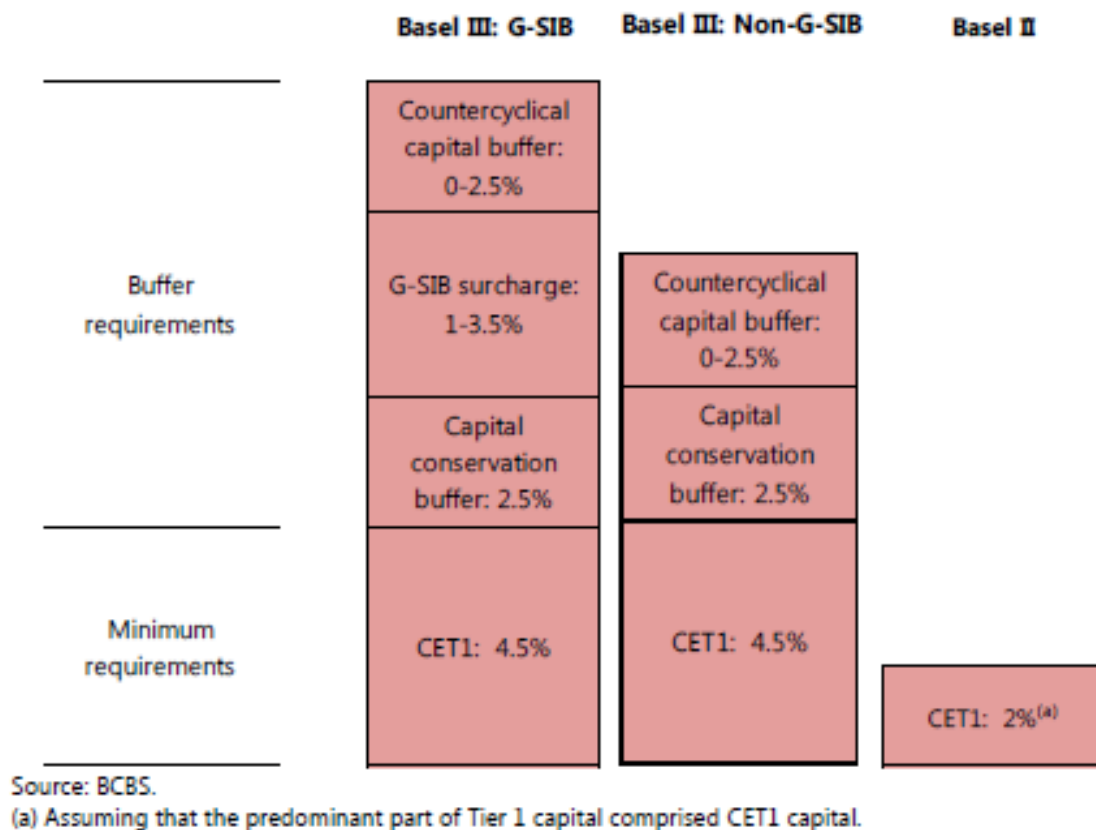 Basel III: G-SIB
Basel III: Non-G-SIB
Basel II
Countercyclical
capital buffer:
0-2.5%
Buffer
requirements
G-SIB surcharge:
1-3.5%
Countercyclical
capital buffer:
0-2.5%
Capital
conservation
buffer: 2.5%
Capital
conservation
buffer: 2.5%
Minimum
requirements
CET1: 4.5%
CET1: 4.5%
CET1: 2%(a)
Source: BCBS.
(a) Assuming that the predominant part of Tier 1 capital comprised CET1 capital.